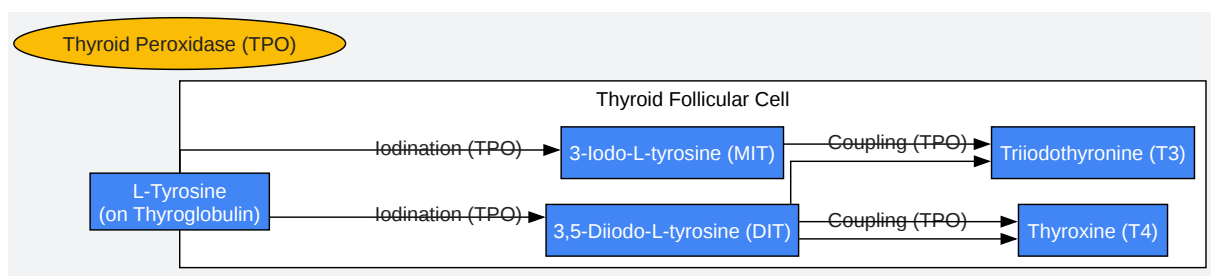 Thyroid Peroxidase (TPO)
Thyroid Follicular Cell
Iodination (TPO)
3-Iodo-L-tyrosine (MIT)
Coupling (TPO)
Triiodothyronine (T3)
L-Tyrosine
(on Thyroglobulin)
Iodination (TPO)
3,5-Diiodo-L-tyrosine (DIT)
Coupling (TPO)
Thyroxine (T4)